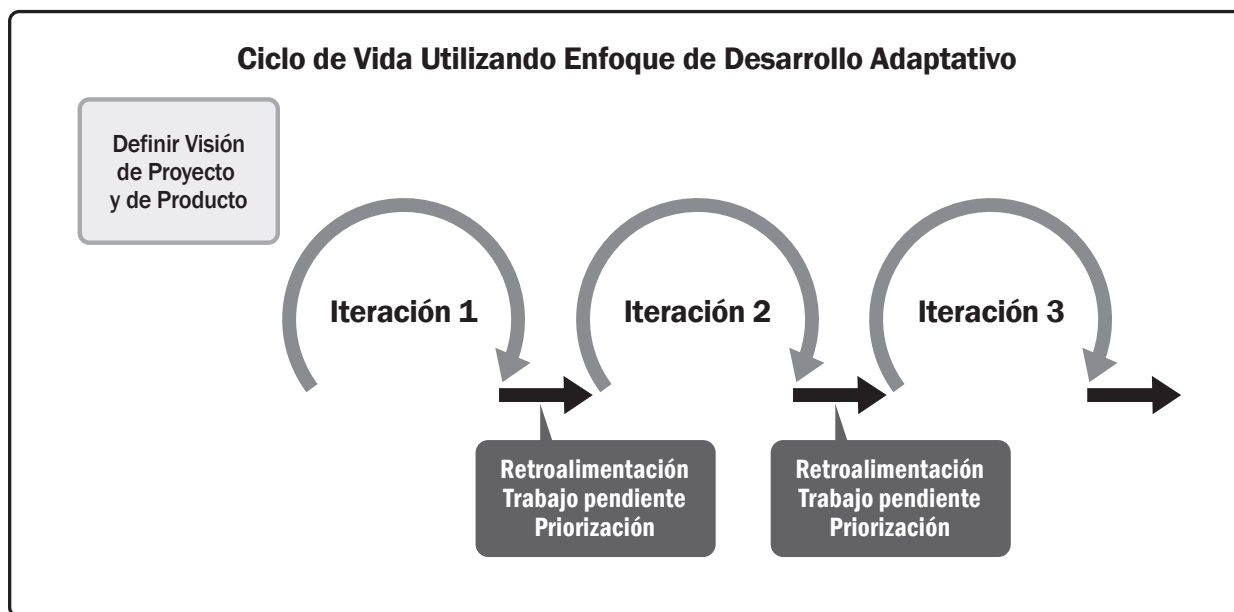 Ciclo de Vida Utilizando Enfoque de Desarrollo Adaptativo
Definir Visión
de Proyecto
y de Producto
Iteración 1
Iteración 2
Iteración 3
Retroalimentación
Trabajo pendiente
Priorización
Retroalimentación
Trabajo pendiente
Priorización